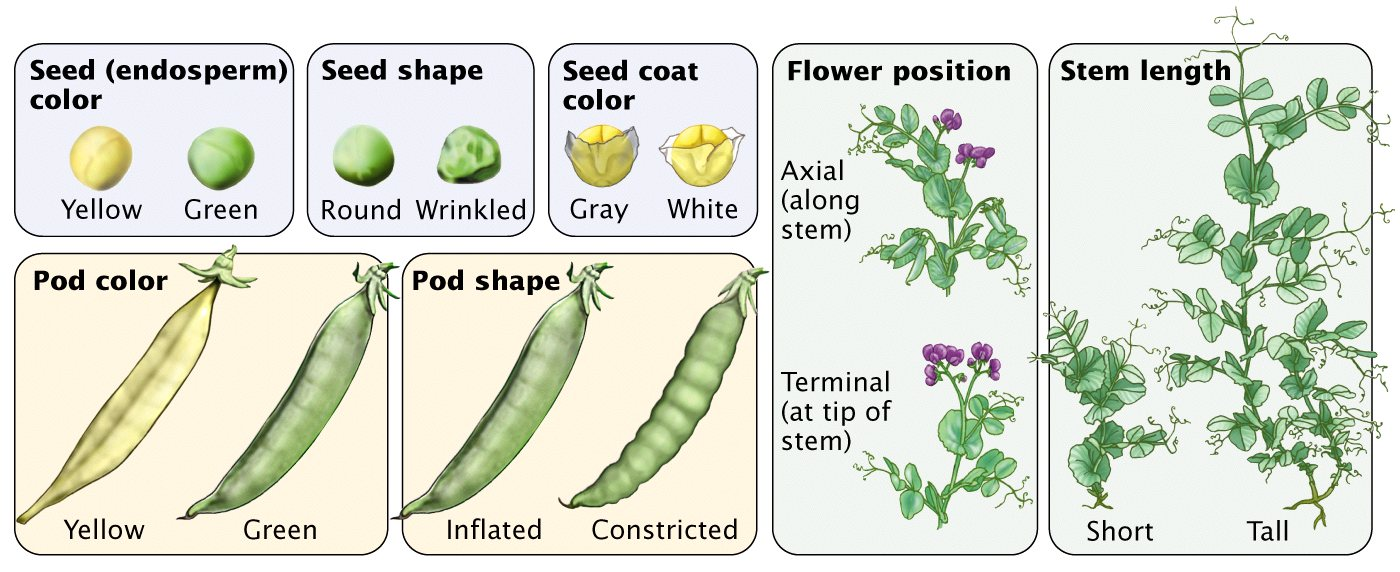 Seed (endosperm)
color
Yellow
Green
Seed shape
Round
Wrinkled
Seed coat
color
Gray
White
Pod color
Yellow
Green
Pod shape
Inflated
Constricted
Flower position
Axial
(along
stem)
Terminal
(at tip of
stem)
Stem length
Short
Tall